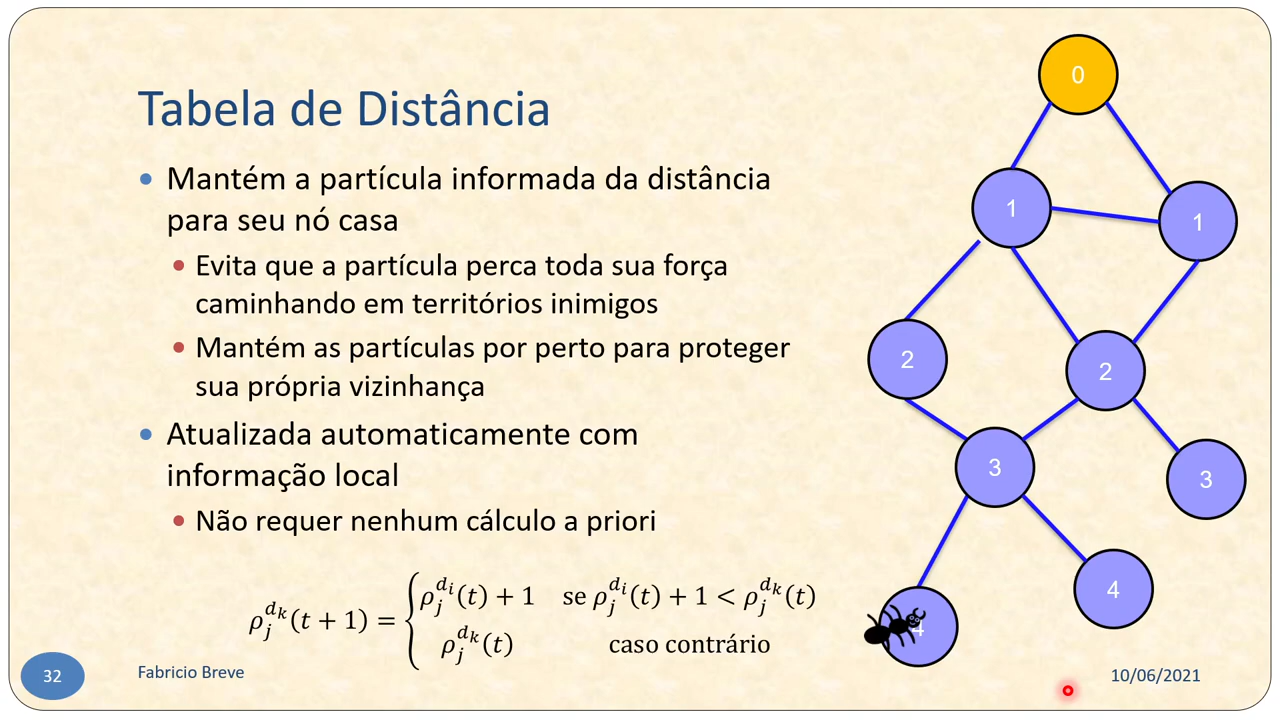 Tabela de Distância
• Mantém a partícula informada da distância
para seu nó casa
• Evita que a partícula perca toda sua força
caminhando em territórios inimigos
• Mantém as partículas por perto para proteger
sua própria vizinhança
• Atualizada automaticamente com
informação local
• Não requer nenhum cálculo a priori
ρ_j^{d_k}(t + 1) = { ρ_j^{d_i}(t) + 1 se ρ_j^{d_i}(t) + 1 < ρ_j^{d_k}(t)
ρ_j^{d_k}(t) caso contrário
0
1
1
2
2
3
3
4
4
32
Fabricio Breve
10/06/2021